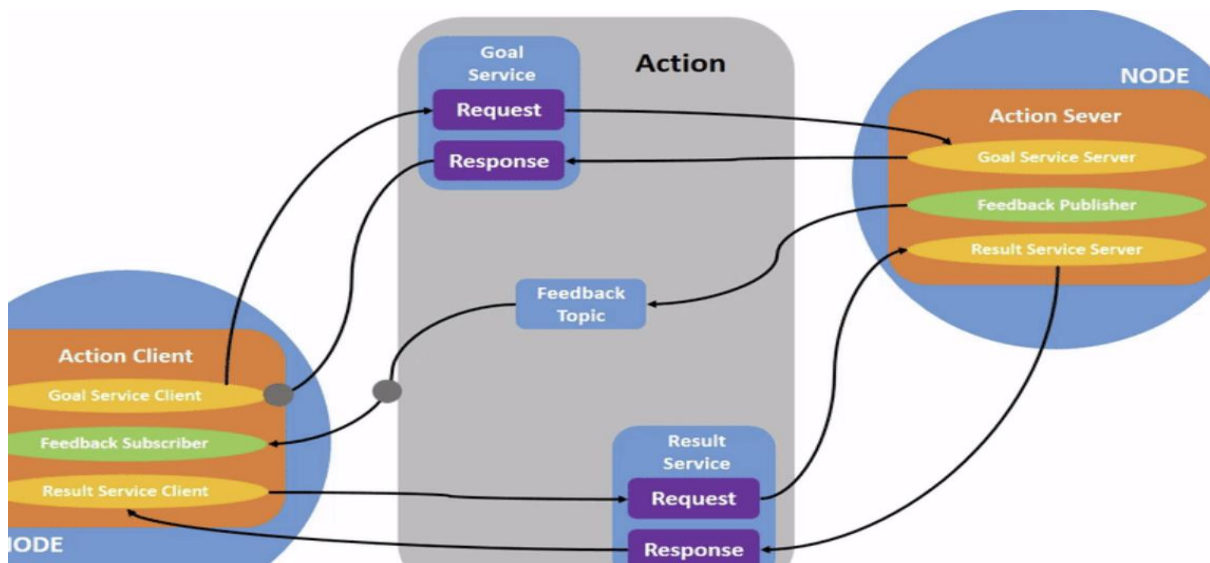 Goal
Service
Request
Response
Action
NODE
Action Sever
Goal Service Server
Feedback Publisher
Result Service Server
Feedback
Topic
Action Client
Goal Service Client
Feedback Subscriber
Result Service Client
NODE
Result
Service
Request
Response